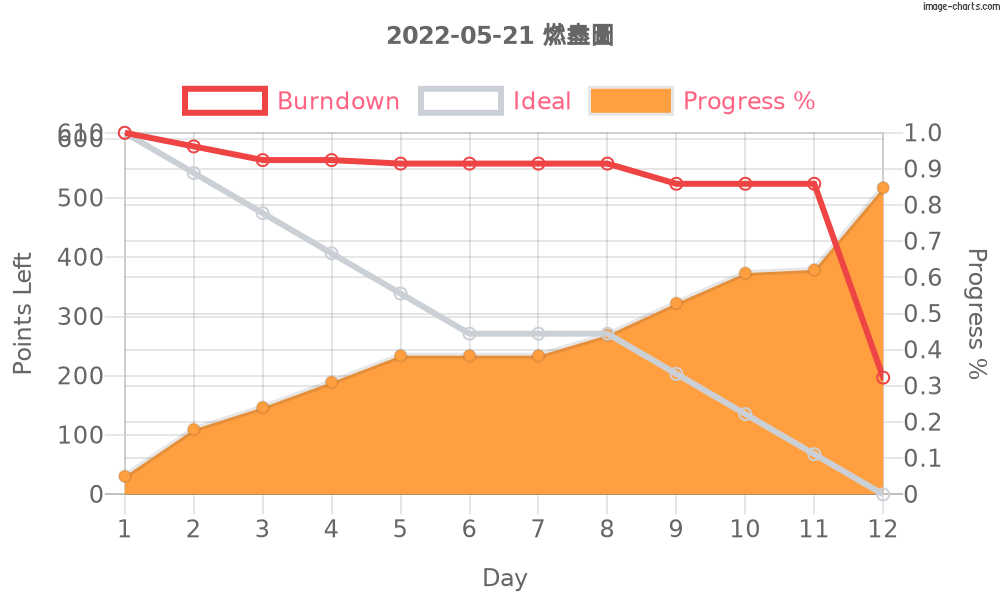 image-charts.com
2022-05-21 燃盡圖
Burndown Ideal Progress %
610 1.0
600
0.9
500 0.8
0.7
400
0.6
300 0.5
0.4
200
0.3
0.2
100
0.1
0 0
Points Left
Progress %
1 2 3 4 5 6 7 8 9 10 11 12
Day